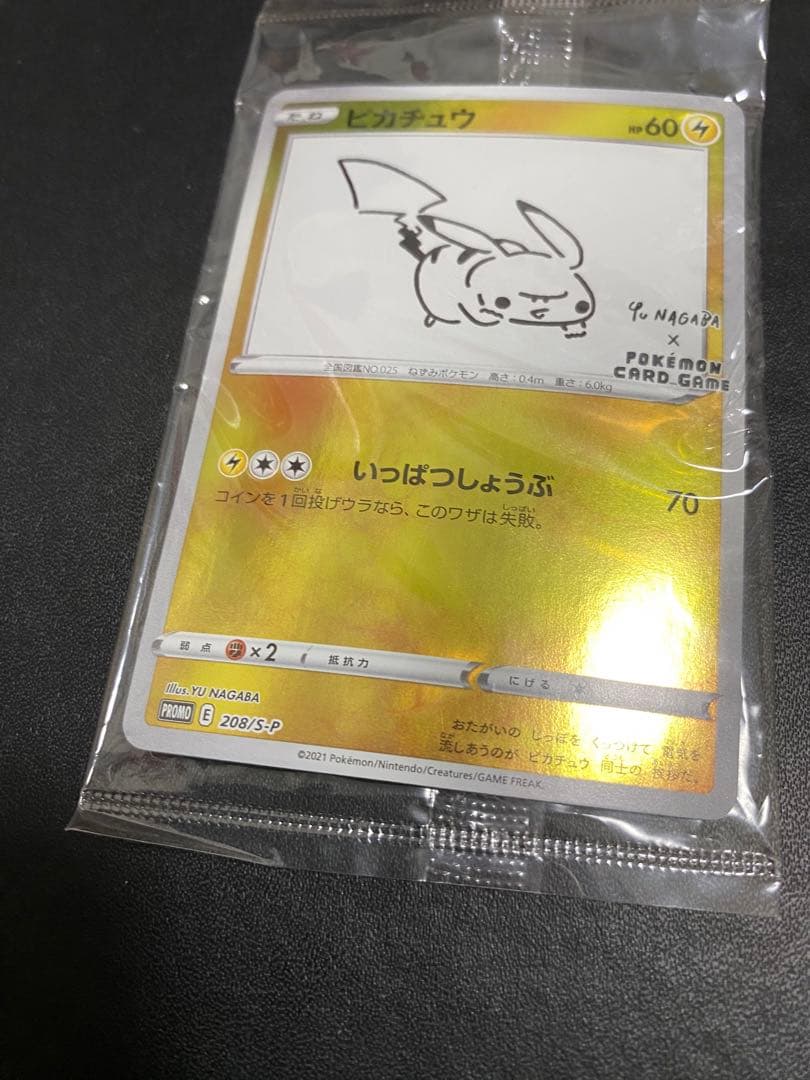 たね ピカチュウ HP60
Yu NAGABA
×
POKÉMON
CARD GAME
全国図鑑NO.025 ねずみポケモン 高さ:0.4m 重さ:6.0kg
いっぱつしょうぶ 70
コインを1回投げウラなら、このワザは失敗。
弱点 ×2 抵抗力 にげる
Illus. YU NAGABA
PROMO E 208/S-P
おたがいの しっぽを くっつけて 電気を
流しあうのが ピカチュウ 同士の 挨拶だ。
©2021 Pokémon/Nintendo/Creatures/GAME FREAK.